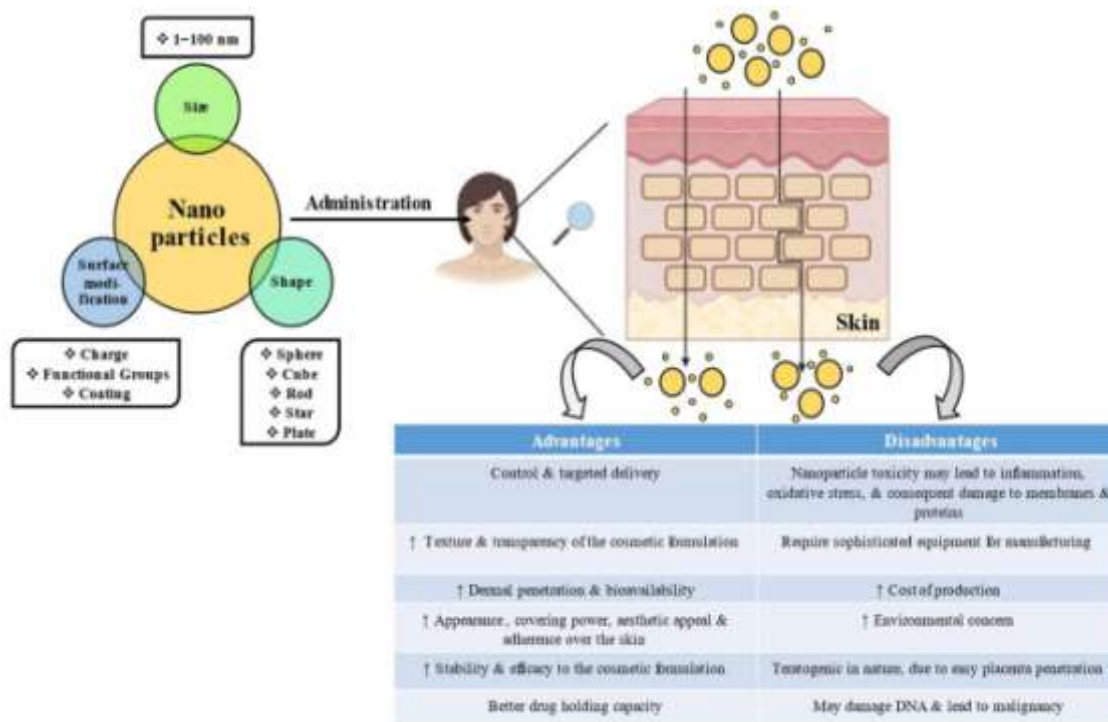 ❖ 1–100 nm
Size
Nano
particles
Surface
modi-
fication
Shape
❖ Charge
❖ Functional Groups
❖ Coating
❖ Sphere
❖ Cube
❖ Rod
❖ Star
❖ Plate
Administration
Skin
Advantages
Disadvantages
Control & targeted delivery
Nanoparticle toxicity may lead to inflammation,
oxidative stress, & consequent damage to membranes &
proteins
↑ Texture & transparency of the cosmetic formulation
Require sophisticated equipment for manufacturing
↑ Dermal penetration & bioavailability
↑ Cost of production
↑ Appearance, covering power, aesthetic appeal &
adherence over the skin
↑ Environmental concern
↑ Stability & efficacy to the cosmetic formulation
Teratogenic in nature, due to easy placenta penetration
Better drug holding capacity
May damage DNA & lead to malignancy